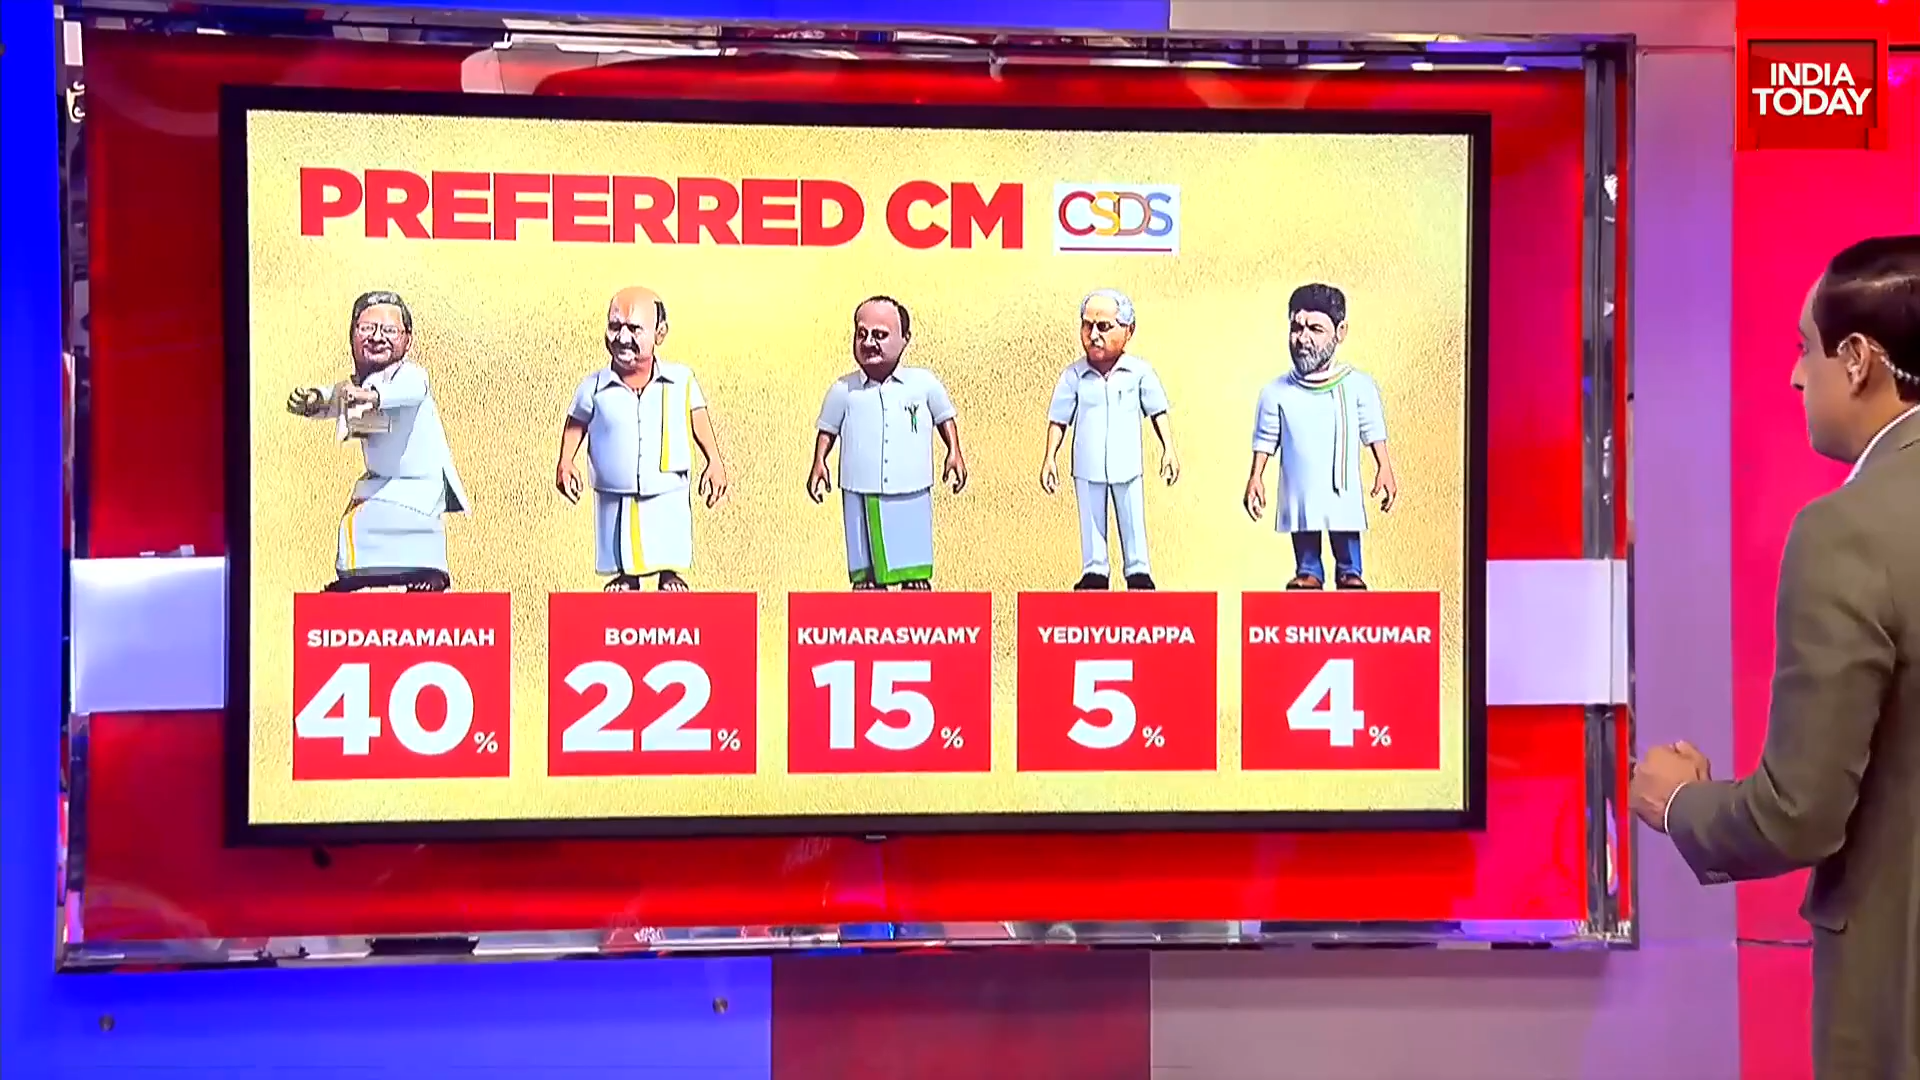 INDIA
TODAY
PREFERRED CM
CSDS
SIDDARAMAIAH
40%
BOMMAI
22%
KUMARASWAMY
15%
YEDIYURAPPA
5%
DK SHIVAKUMAR
4%